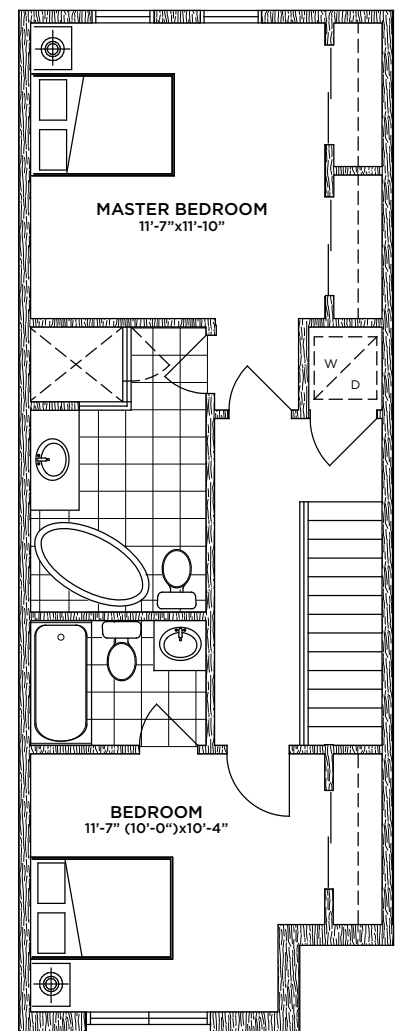 MASTER BEDROOM
11’-7”x11’-10”
W
D
BEDROOM
11’-7” (10’-0“)x10’-4”